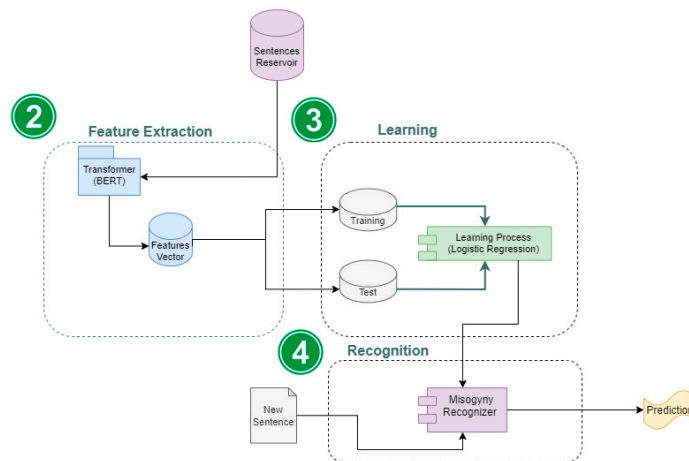 Sentences
Reservoir
2
Feature Extraction
3
Learning
Transformer
(BERT)
Training
Features
Vector
Learning Process
(Logistic Regression)
Test
4
Recognition
New
Sentence
Misogyny
Recognizer
Prediction